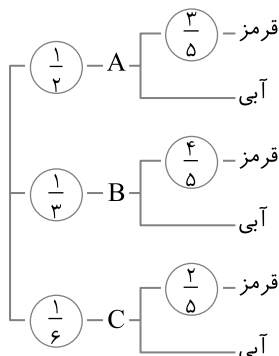 ۳/۵ قرمز
۱/۲ A
آبی
۴/۵ قرمز
۱/۳ B
آبی
۲/۵ قرمز
۱/۶ C
آبی